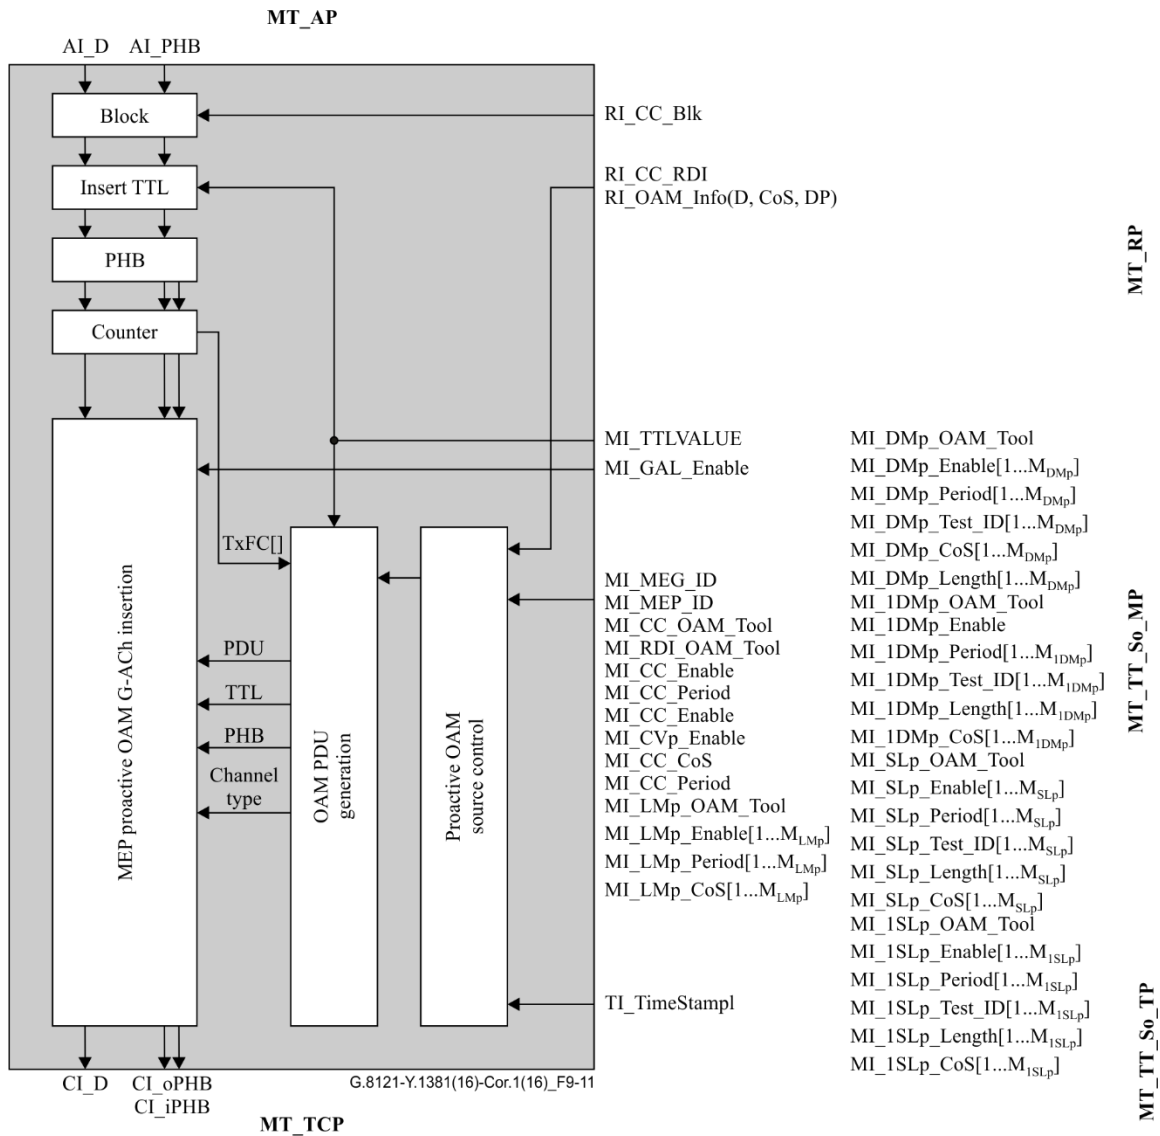 MT_AP
AI_D AI_PHB
Block
RI_CC_Blk
Insert TTL
RI_CC_RDI
RI_OAM_Info(D, CoS, DP)
PHB
MT_RP
Counter
MI_TTLVALUE
MI_GAL_Enable
TxFC[]
PDU
TTL
PHB
Channel
type
MEP proactive OAM G-ACh insertion
OAM PDU
generation
Proactive OAM
source control
MI_MEG_ID
MI_MEP_ID
MI_CC_OAM_Tool
MI_RDI_OAM_Tool
MI_CC_Enable
MI_CC_Period
MI_CC_Enable
MI_CVp_Enable
MI_CC_CoS
MI_CC_Period
MI_LMp_OAM_Tool
MI_LMp_Enable[1...MLMp]
MI_LMp_Period[1...MLMp]
MI_LMp_CoS[1...MLMp]
TI_TimeStampl
MI_DMp_OAM_Tool
MI_DMp_Enable[1...MDMp]
MI_DMp_Period[1...MDMp]
MI_DMp_Test_ID[1...MDMp]
MI_DMp_CoS[1...MDMp]
MI_DMp_Length[1...MDMp]
MI_1DMp_OAM_Tool
MI_1DMp_Enable
MI_1DMp_Period[1...M1DMp]
MI_1DMp_Test_ID[1...M1DMp]
MI_1DMp_Length[1...M1DMp]
MI_1DMp_CoS[1...M1DMp]
MI_SLp_OAM_Tool
MI_SLp_Enable[1...MSLp]
MI_SLp_Period[1...MSLp]
MI_SLp_Test_ID[1...MSLp]
MI_SLp_Length[1...MSLp]
MI_SLp_CoS[1...MSLp]
MI_1SLp_OAM_Tool
MI_1SLp_Enable[1...M1SLp]
MI_1SLp_Period[1...M1SLp]
MI_1SLp_Test_ID[1...M1SLp]
MI_1SLp_Length[1...M1SLp]
MI_1SLp_CoS[1...M1SLp]
MT_TT_So_MP
MT_TT_So_TP
CI_D CI_oPHB
CI_iPHB
G.8121-Y.1381(16)-Cor.1(16)_F9-11
MT_TCP